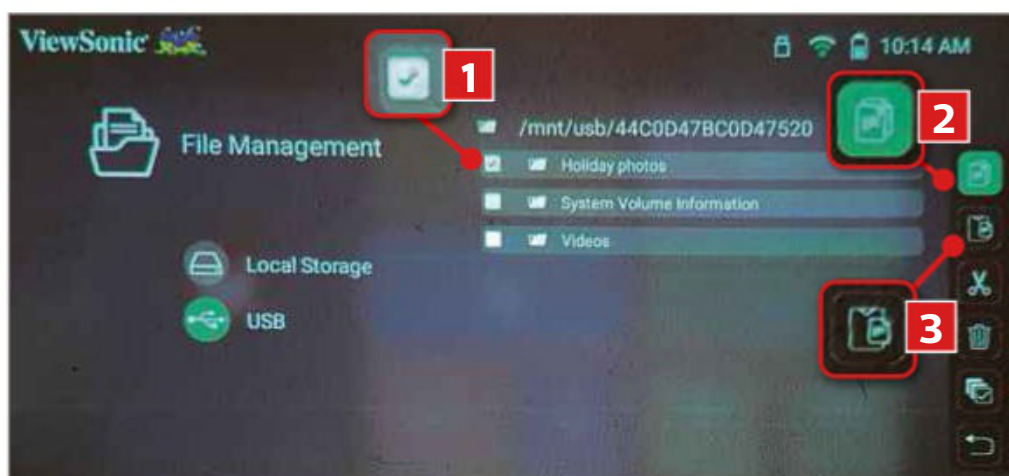 ViewSonic
10:14 AM
1
2
/mnt/usb/44C0D47BC0D47520
File Management
Holiday photos
System Volume Information
Videos
Local Storage
USB
3